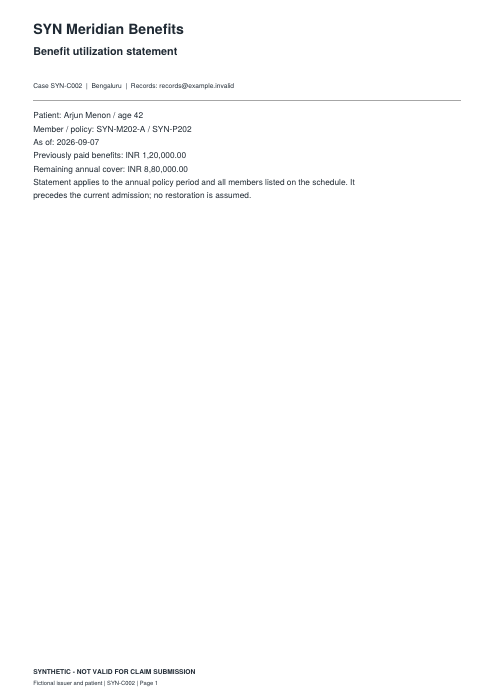 SYN Meridian Benefits
Benefit utilization statement
Case SYN-C002 | Bengaluru | Records: records@example.invalid
Patient: Arjun Menon / age 42
Member / policy: SYN-M202-A / SYN-P202
As of: 2026-09-07
Previously paid benefits: INR 1,20,000.00
Remaining annual cover: INR 8,80,000.00
Statement applies to the annual policy period and all members listed on the schedule. It
precedes the current admission; no restoration is assumed.
SYNTHETIC - NOT VALID FOR CLAIM SUBMISSION
Fictional issuer and patient | SYN-C002 | Page 1